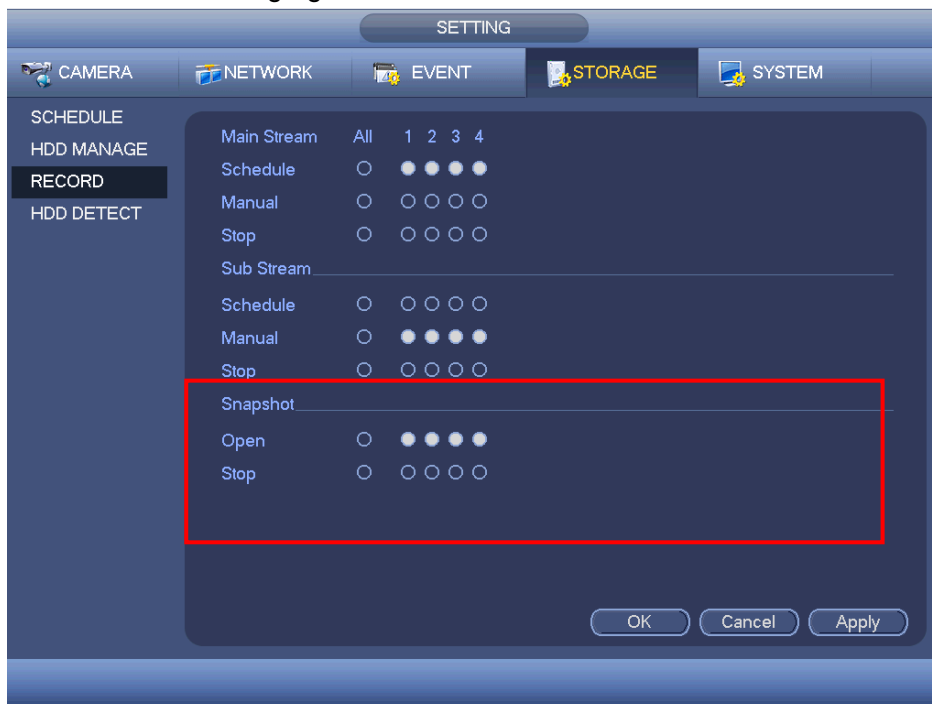 SETTING
CAMERA NETWORK EVENT STORAGE SYSTEM
SCHEDULE
HDD MANAGE
RECORD
HDD DETECT
Main Stream All 1 2 3 4
Schedule
Manual
Stop
Sub Stream
Schedule
Manual
Stop
Snapshot
Open
Stop
OK Cancel Apply